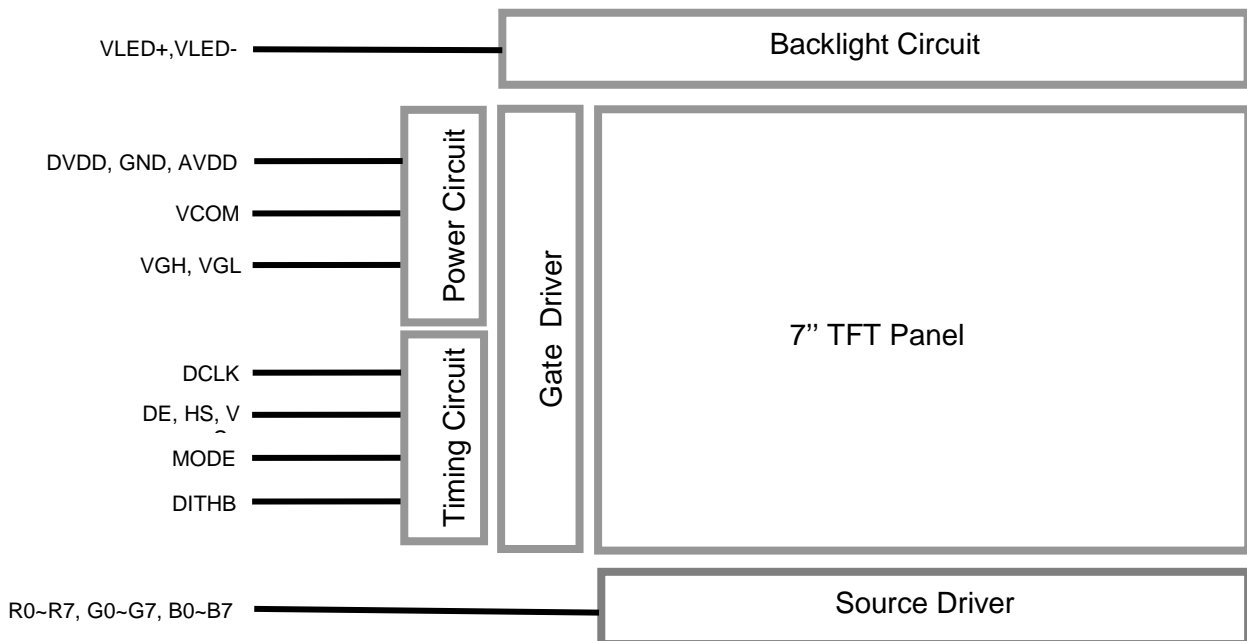 VLED+,VLED-
Backlight Circuit
DVDD, GND, AVDD
VCOM
VGH, VGL
Power Circuit
DCLK
DE, HS, V
MODE
DITHB
Timing Circuit
Gate Driver
7'' TFT Panel
R0~R7, G0~G7, B0~B7
Source Driver